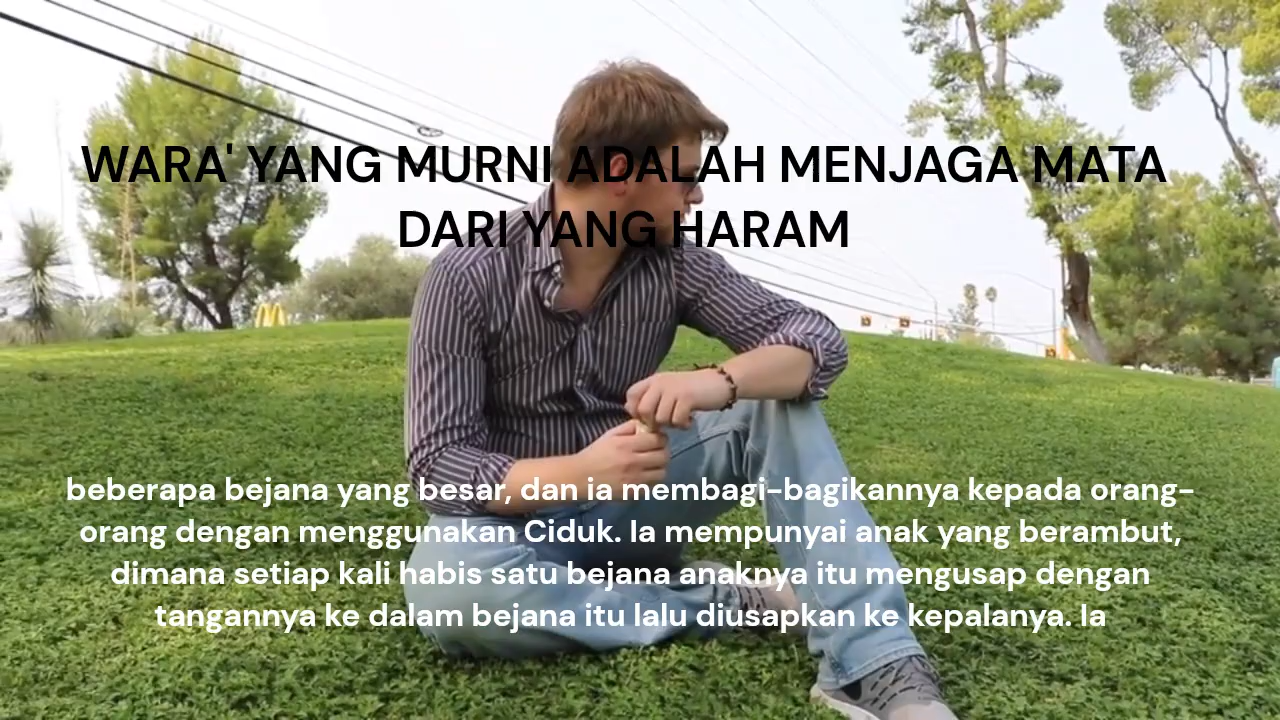 WARA' YANG MURNI ADALAH MENJAGA MATA
DARI YANG HARAM
beberapa bejana yang besar, dan ia membagi-bagikannya kepada orang-
orang dengan menggunakan Ciduk. Ia mempunyai anak yang berambut,
dimana setiap kali habis satu bejana anaknya itu mengusap dengan
tangannya ke dalam bejana itu lalu diusapkan ke kepalanya. Ia